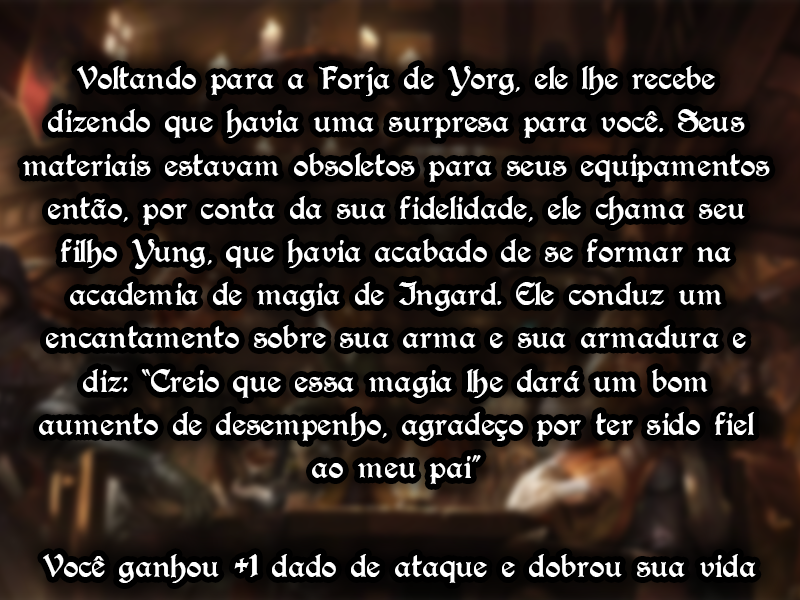 Voltando para a Forja de Yorg, ele lhe recebe
dizendo que havia uma surpresa para você. Seus
materiais estavam obsoletos para seus equipamentos
então, por conta da sua fidelidade, ele chama seu
filho Yung, que havia acabado de se formar na
academia de magia de Ingard. Ele conduz um
encantamento sobre sua arma e sua armadura e
diz: "Creio que essa magia lhe dará um bom
aumento de desempenho, agradeço por ter sido fiel
ao meu pai"
Você ganhou +1 dado de ataque e dobrou sua vida